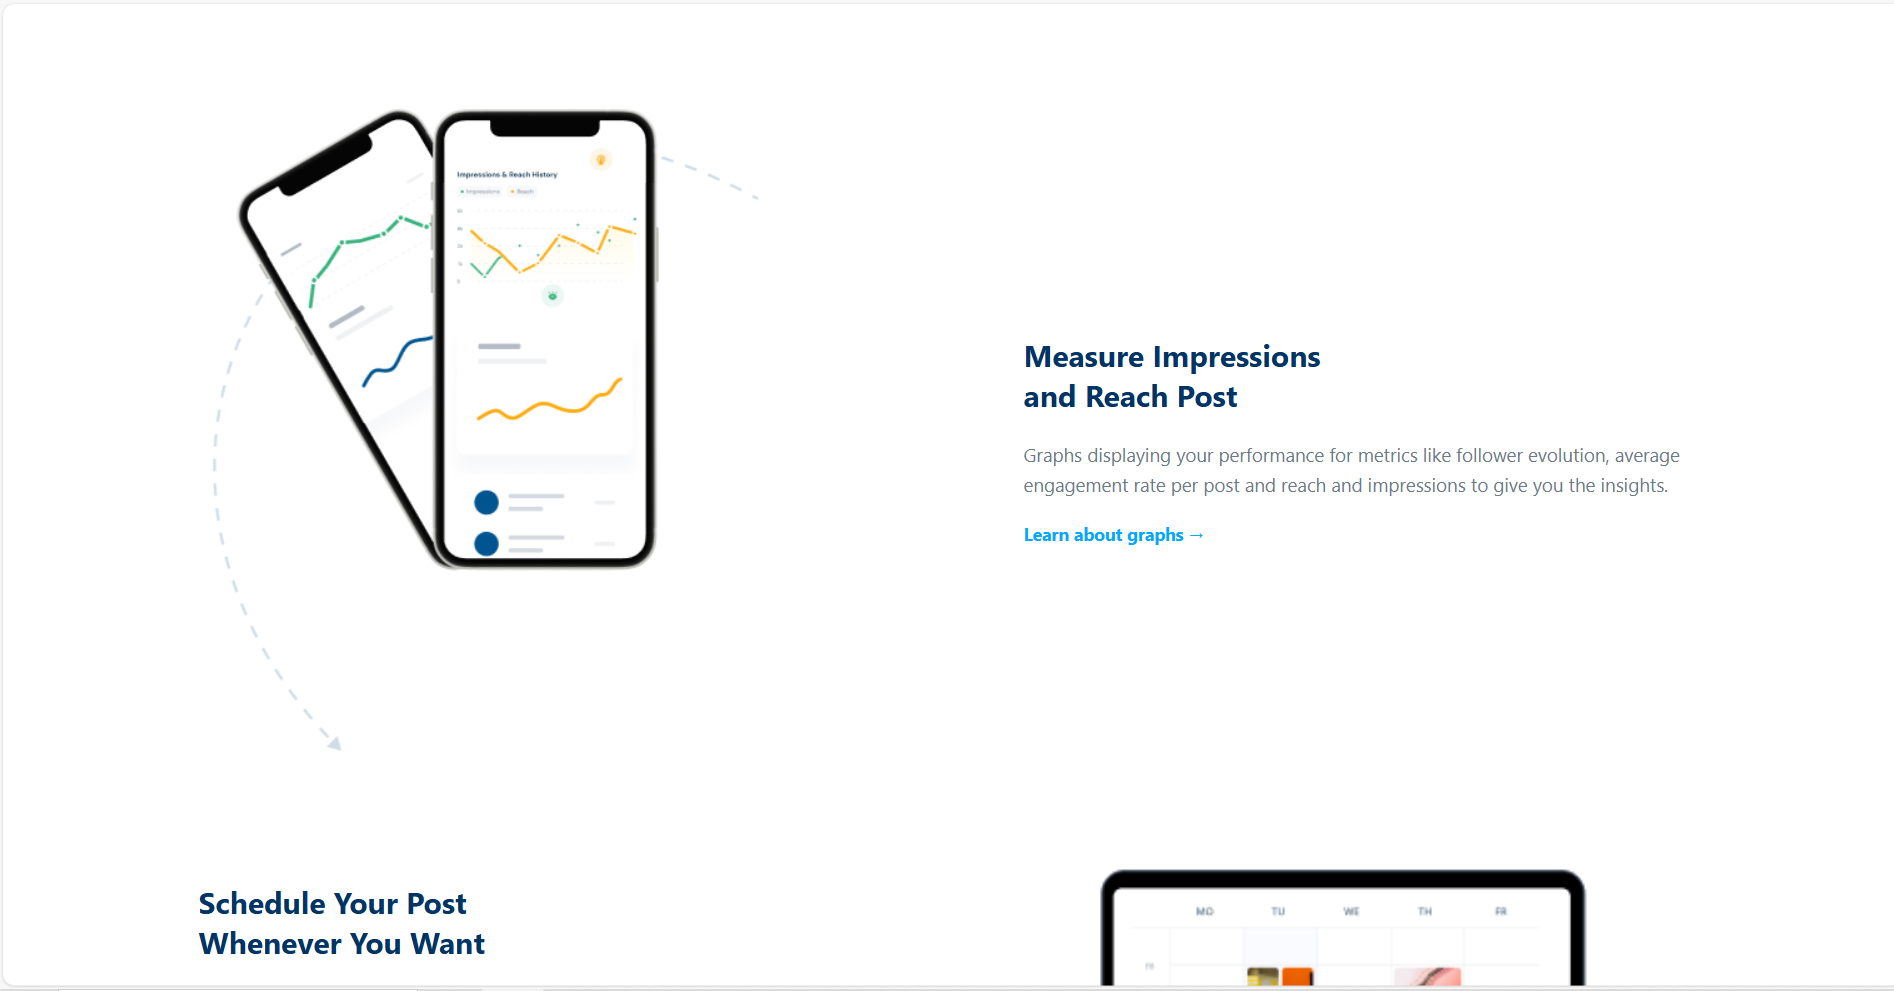 Impressions & Reach History
Impressions
Reach
Measure Impressions
and Reach Post
Graphs displaying your performance for metrics like follower evolution, average
engagement rate per post and reach and impressions to give you the insights.
Learn about graphs →
Schedule Your Post
Whenever You Want
MO TU WE TH FR